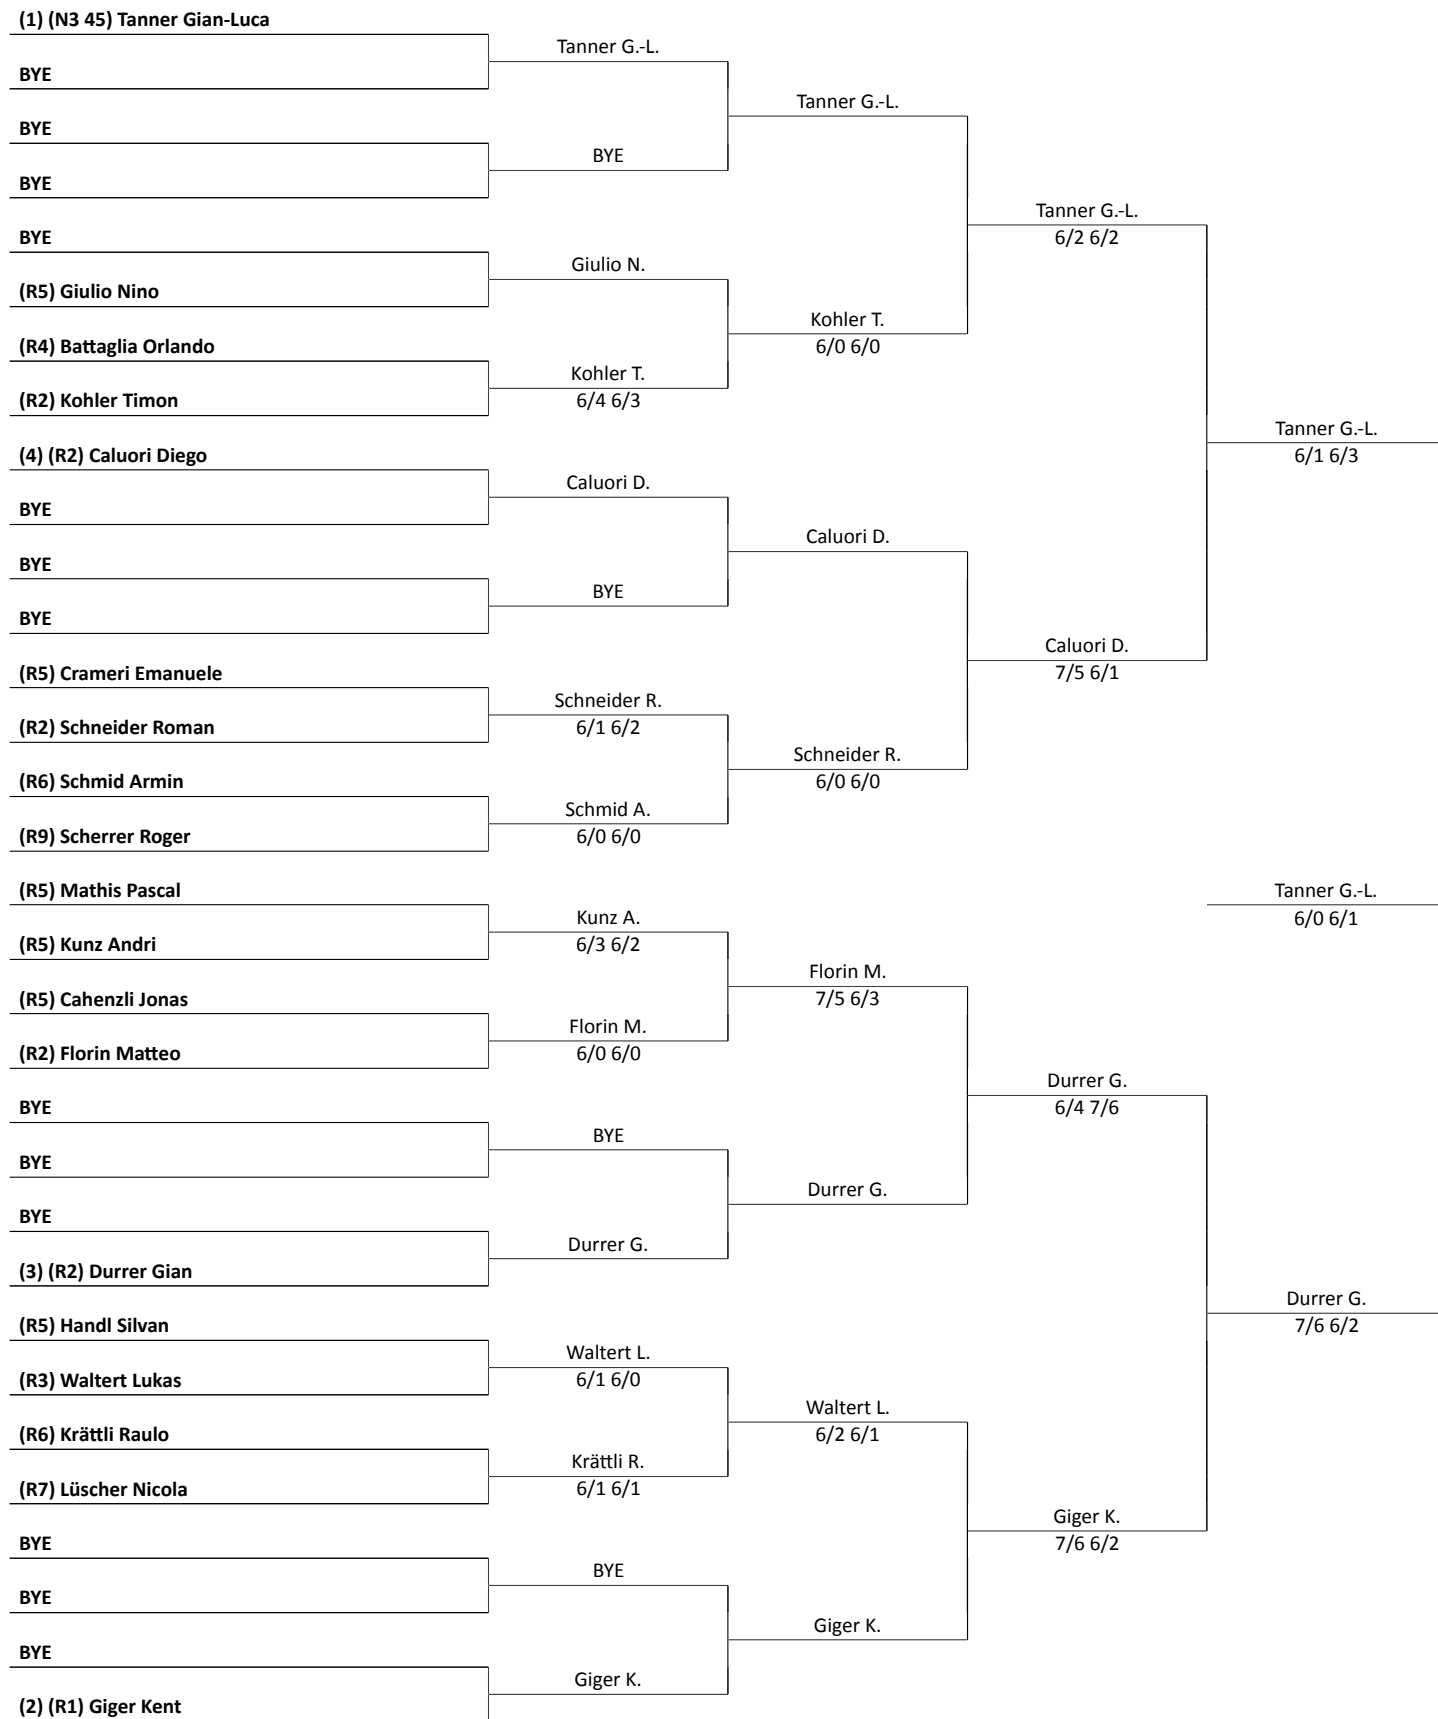 (1) (N3 45) Tanner Gian-Luca
Tanner G.-L.
BYE
Tanner G.-L.
BYE
BYE
BYE
Tanner G.-L.
6/2 6/2
BYE
Giulio N.
(R5) Giulio Nino
Kohler T.
6/0 6/0
(R4) Battaglia Orlando
Kohler T.
6/4 6/3
(R2) Kohler Timon
Tanner G.-L.
6/1 6/3
(4) (R2) Caluori Diego
Caluori D.
BYE
Caluori D.
BYE
BYE
BYE
Caluori D.
7/5 6/1
(R5) Crameri Emanuele
Schneider R.
6/1 6/2
(R2) Schneider Roman
Schneider R.
6/0 6/0
(R6) Schmid Armin
Schmid A.
6/0 6/0
(R9) Scherrer Roger
(R5) Mathis Pascal
Tanner G.-L.
6/0 6/1
Kunz A.
6/3 6/2
(R5) Kunz Andri
Florin M.
7/5 6/3
(R5) Cahenzli Jonas
Florin M.
6/0 6/0
(R2) Florin Matteo
Durrer G.
6/4 7/6
BYE
BYE
BYE
Durrer G.
BYE
Durrer G.
(3) (R2) Durrer Gian
Durrer G.
7/6 6/2
(R5) Handl Silvan
Waltert L.
6/1 6/0
(R3) Waltert Lukas
Waltert L.
6/2 6/1
(R6) Krättli Raulo
Krättli R.
6/1 6/1
(R7) Lüscher Nicola
Giger K.
7/6 6/2
BYE
BYE
BYE
Giger K.
BYE
Giger K.
(2) (R1) Giger Kent